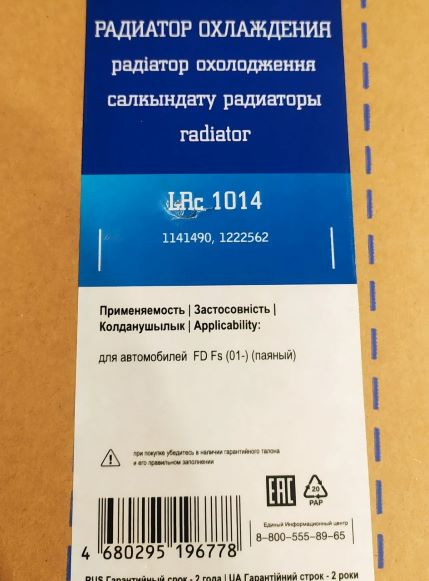 РАДИАТОР ОХЛАЖДЕНИЯ
радіатор охолодження
салкындату радиаторы
radiator
LRc 1014
1141490, 1222562
Применяемость | Застосовність |
Колданушылык | Applicability:
для автомобилей FD Fs (01-) (паяный)
при покупке убедитесь в наличии гарантийного талона
и его правильном заполнении
EAC
20
PAP
Единый Информационный центр
8-800-555-89-65
4 680295 196778
RUS Гарантийный срок - 2 года | UA Гарантійний строк - 2 роки